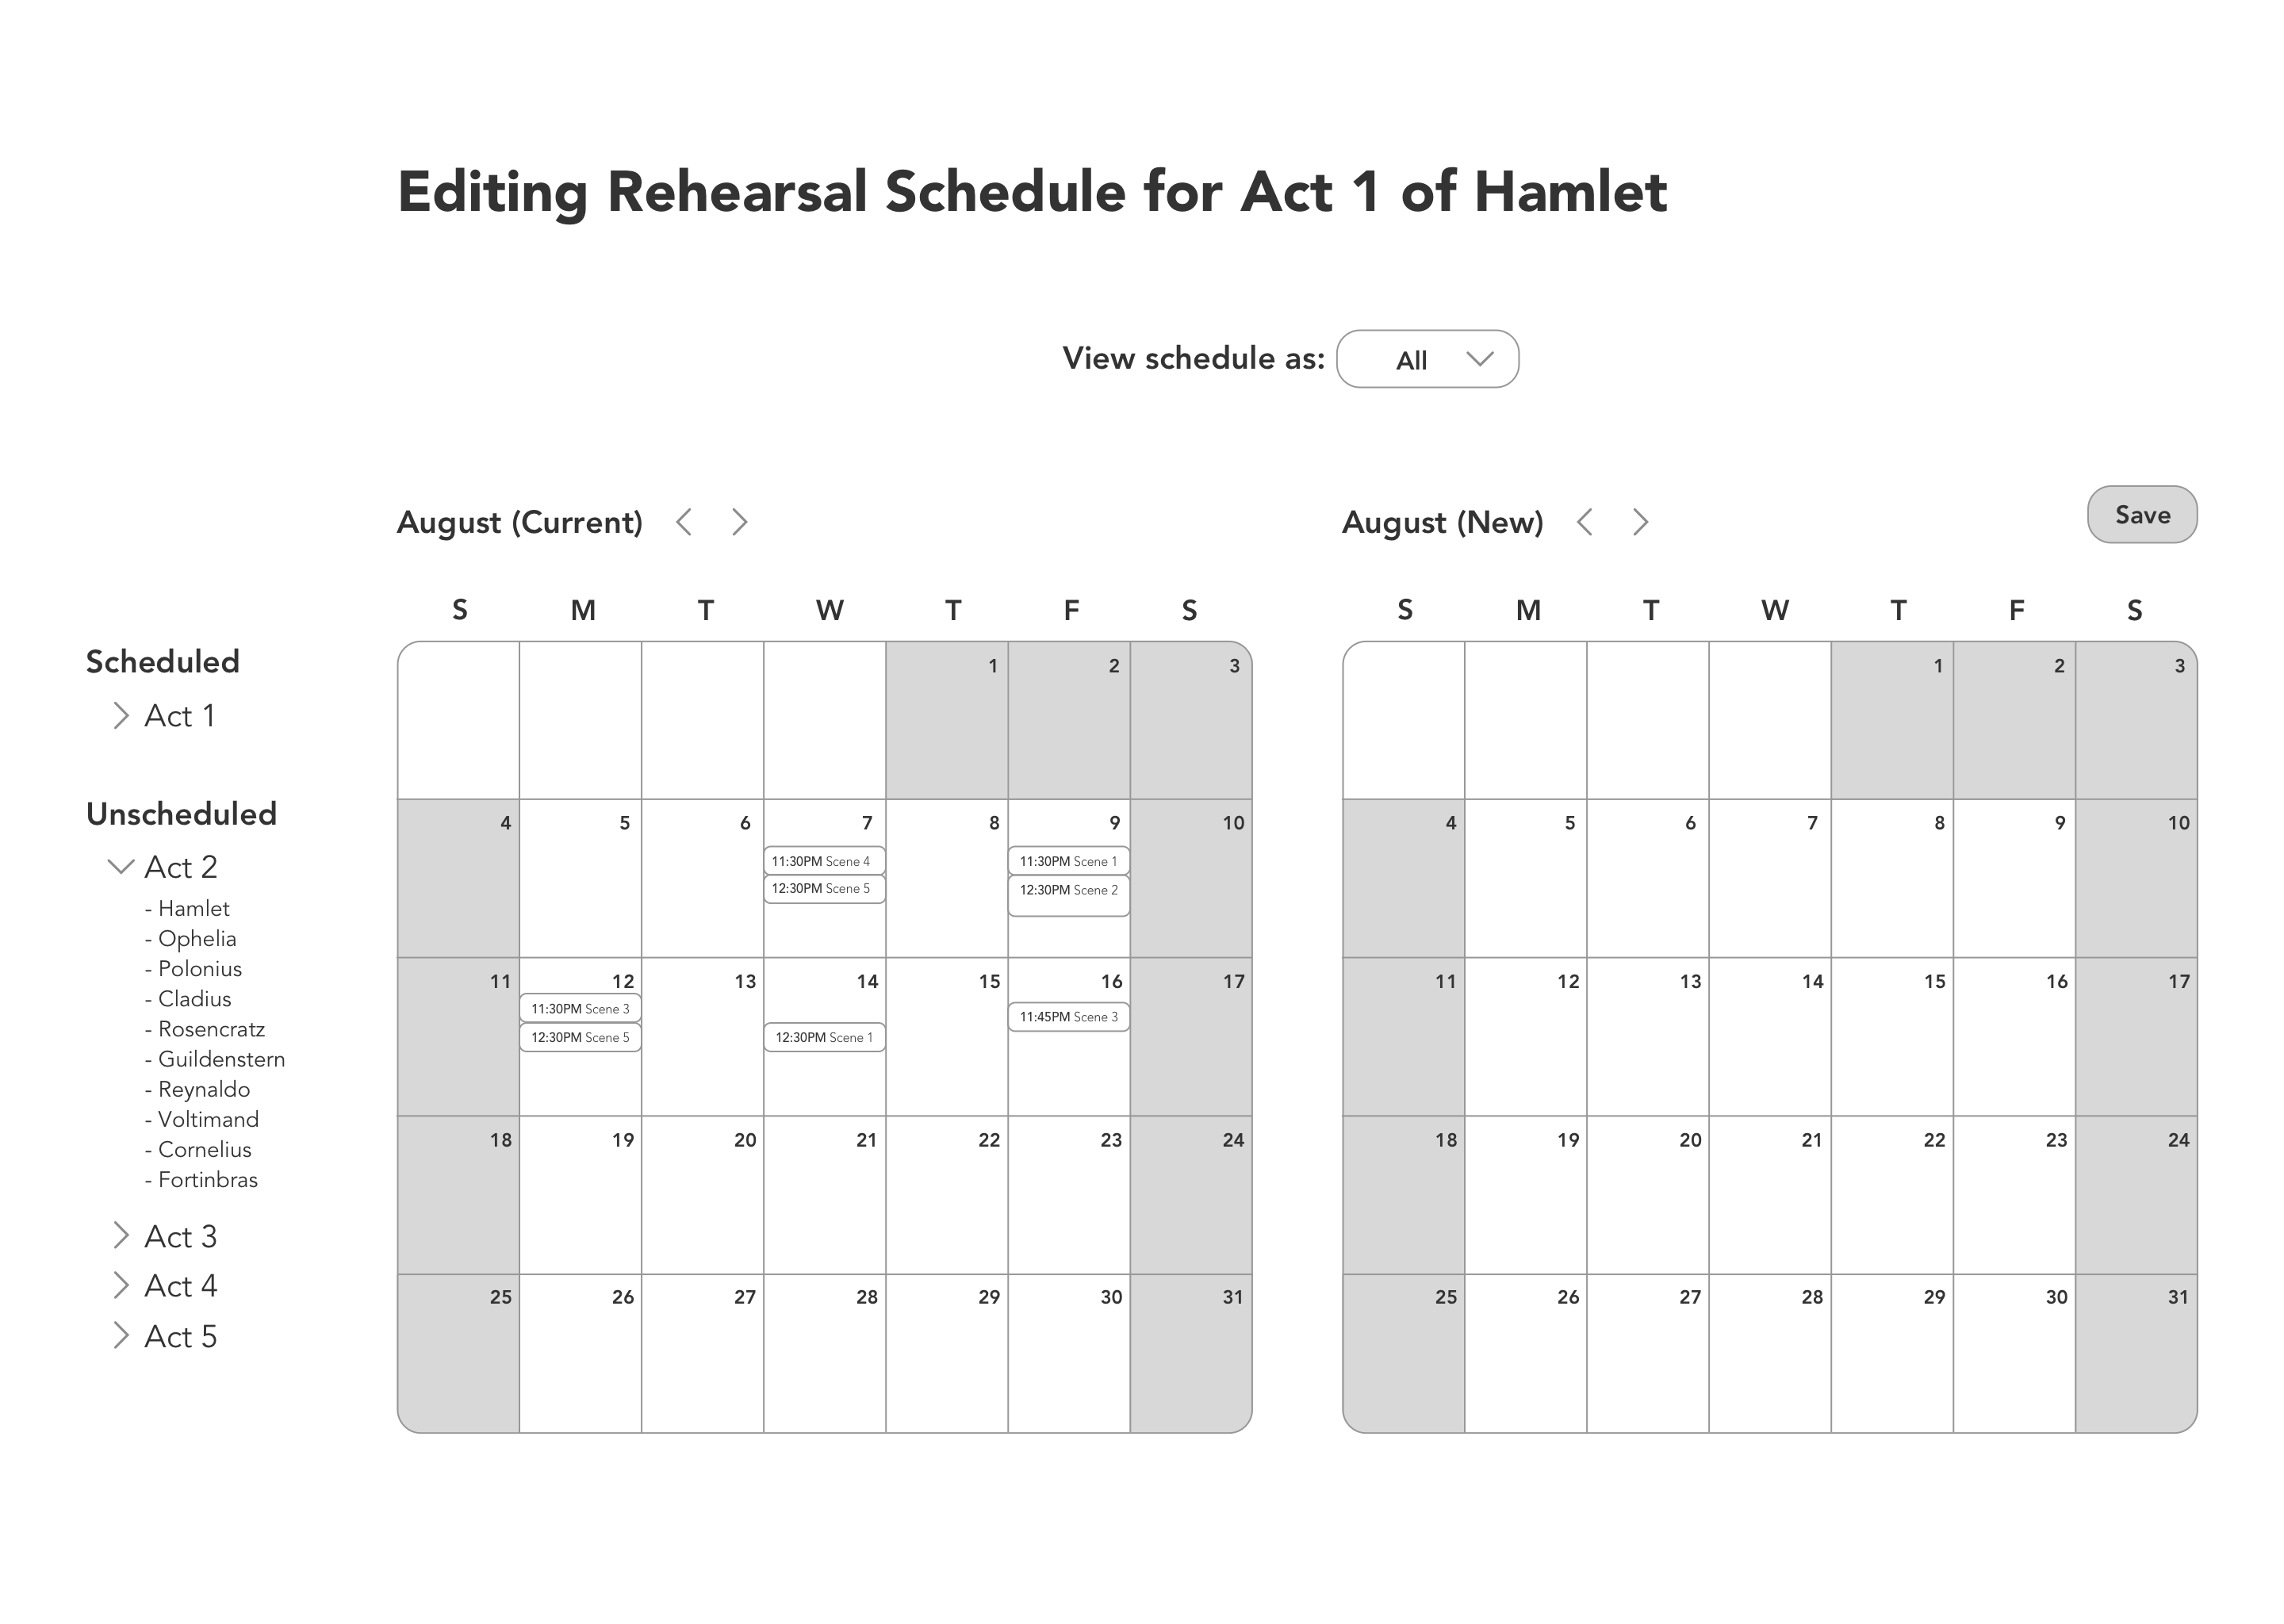 Editing Rehearsal Schedule for Act 1 of Hamlet
View schedule as: All
Scheduled
Act 1
Unscheduled
Act 2
- Hamlet
- Ophelia
- Polonius
- Cladius
- Rosencratz
- Guildenstern
- Reynaldo
- Voltimand
- Cornelius
- Fortinbras
Act 3
Act 4
Act 5
August (Current)
S M T W T F S
1 2 3
4 5 6 7 8 9 10
11:30PM Scene 4 11:30PM Scene 1
12:30PM Scene 5 12:30PM Scene 2
11 12 13 14 15 16 17
11:30PM Scene 3 11:45PM Scene 3
12:30PM Scene 5 12:30PM Scene 1
18 19 20 21 22 23 24
25 26 27 28 29 30 31
August (New)
Save
S M T W T F S
1 2 3
4 5 6 7 8 9 10
11 12 13 14 15 16 17
18 19 20 21 22 23 24
25 26 27 28 29 30 31